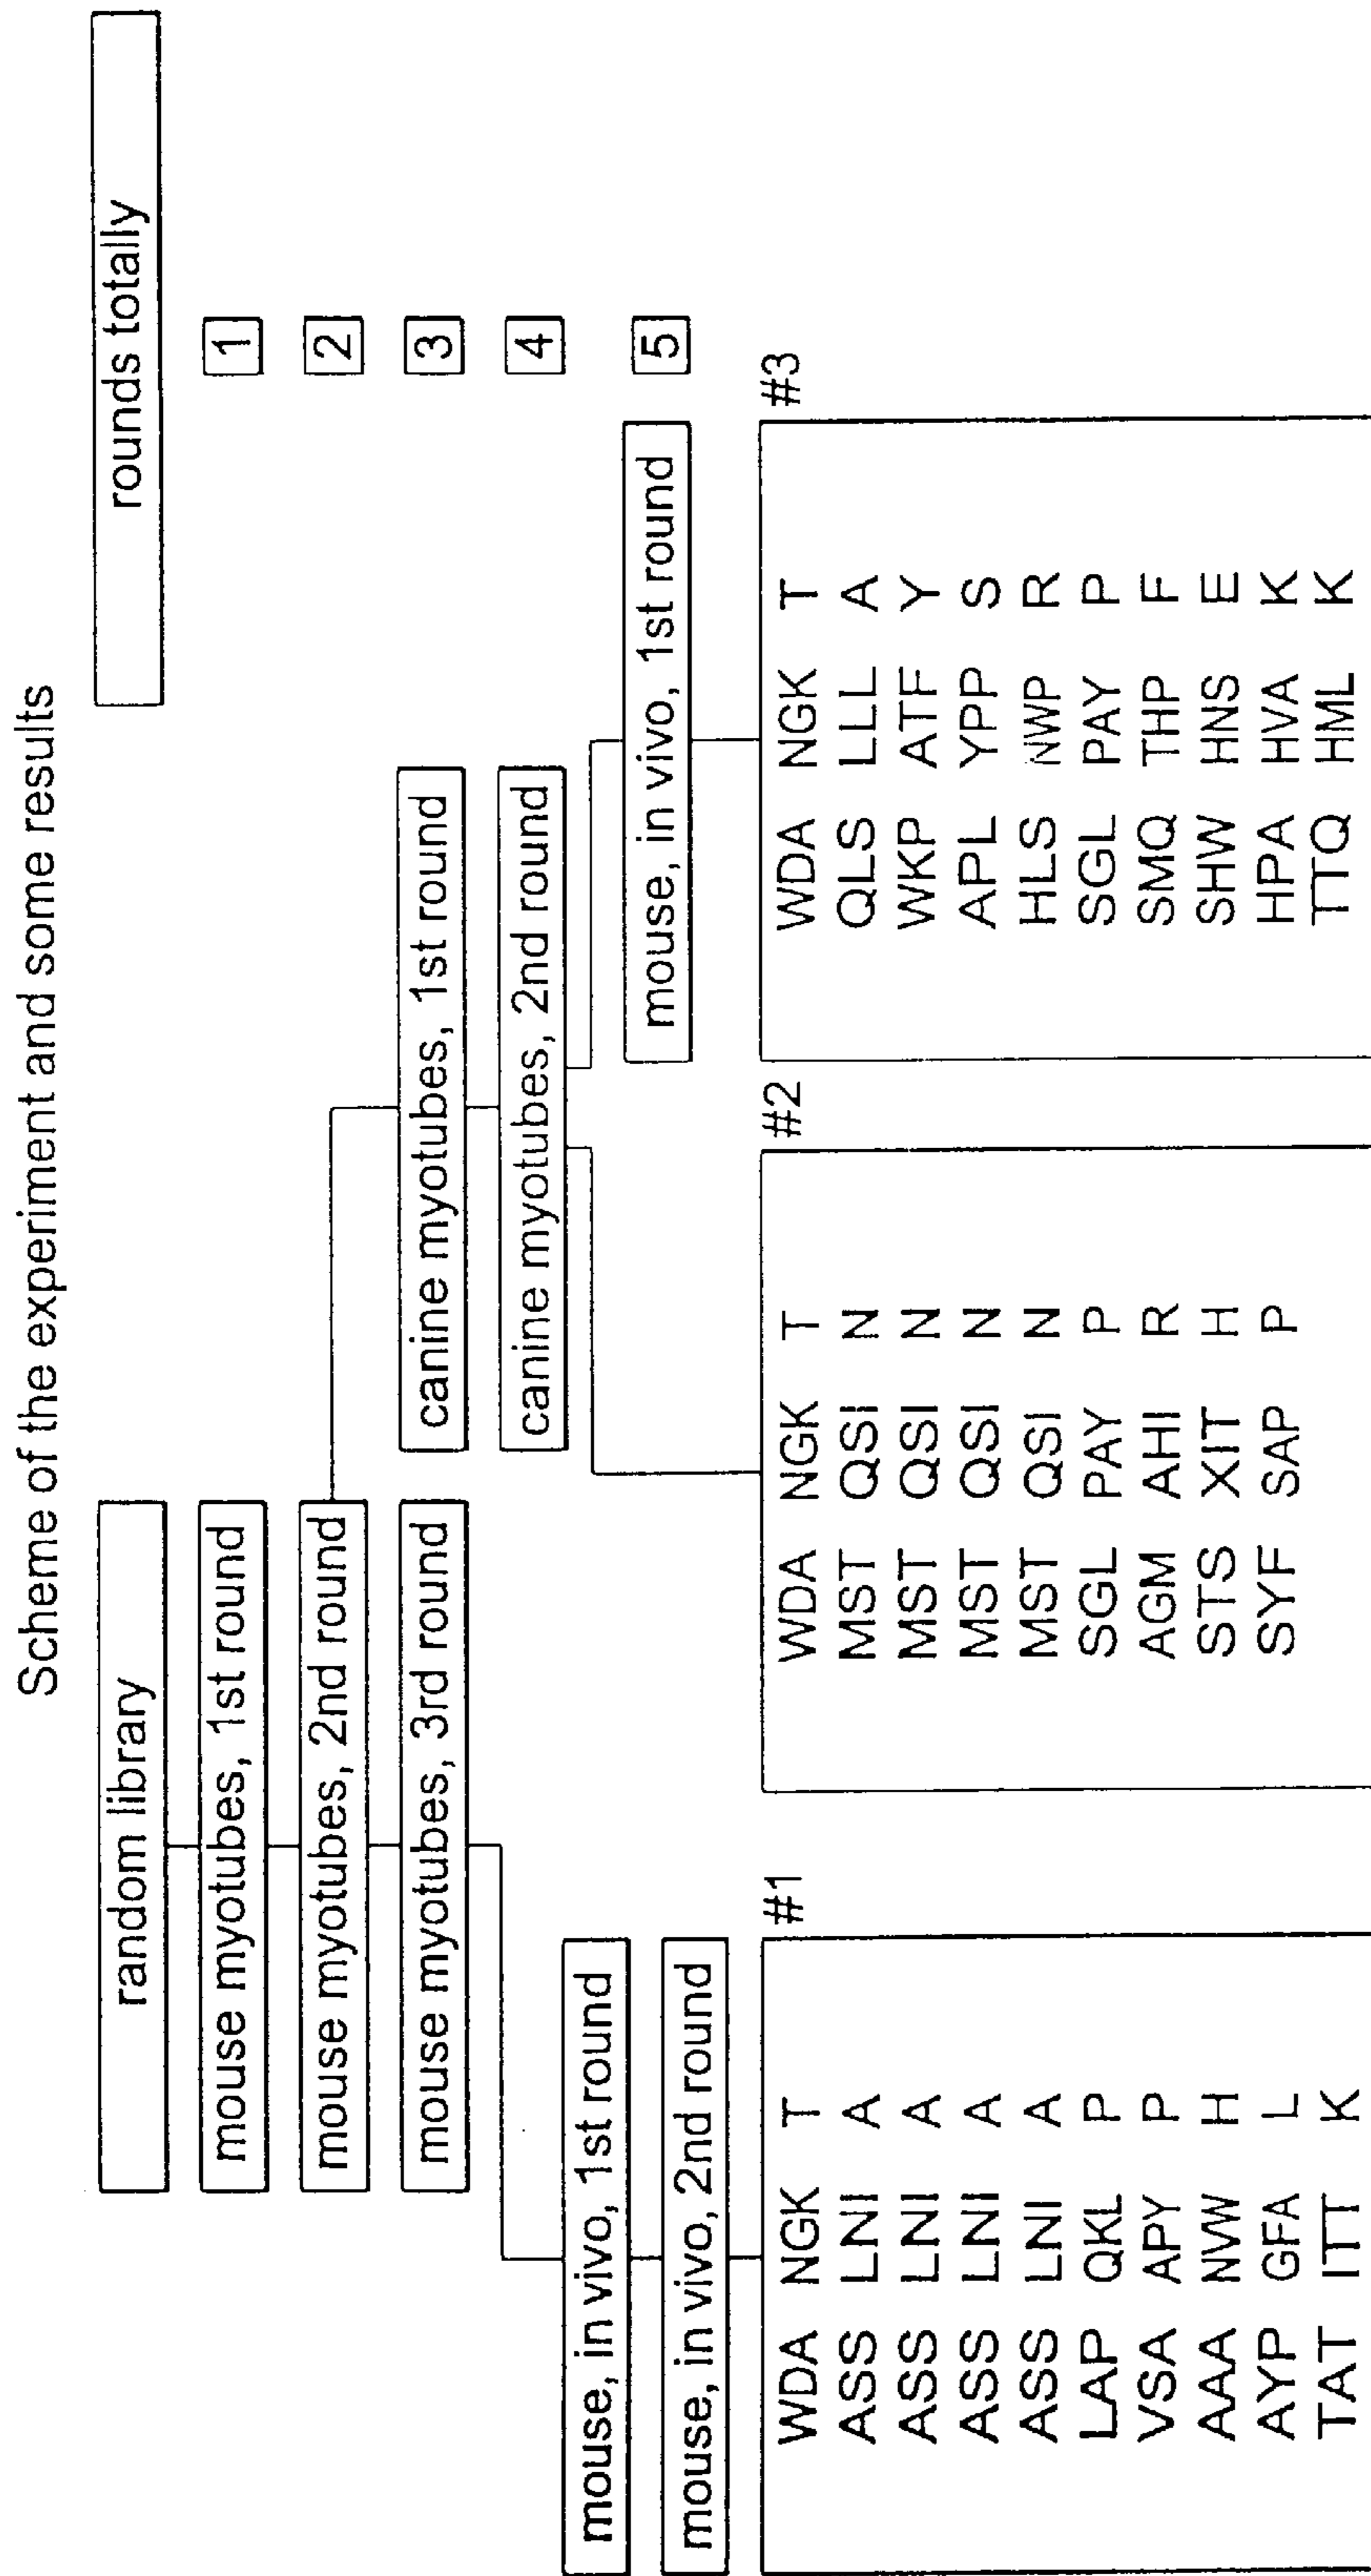 Scheme of the experiment and some results
random library
rounds totally
mouse myotubes, 1st round
1
mouse myotubes, 2nd round
2
mouse myotubes, 3rd round
canine myotubes, 1st round
3
canine myotubes, 2nd round
4
mouse, in vivo, 1st round
mouse, in vivo, 1st round
5
mouse, in vivo, 2nd round
#1
WDA NGK T
ASS LNI A
ASS LNI A
ASS LNI A
ASS LNI A
LAP QKL P
VSA APY P
AAA NVW H
AYP GFA L
TAT ITT K
#2
WDA NGK T
MST QSI N
MST QSI N
MST QSI N
MST QSI N
SGL PAY P
AGM AHI R
STS XIT H
SYF SAP P
#3
WDA NGK T
QLS LLL A
WKP ATF Y
APL YPP S
HLS NWP R
SGL PAY P
SMQ THP F
SHW HNS E
HPA HVA K
TTQ HML K